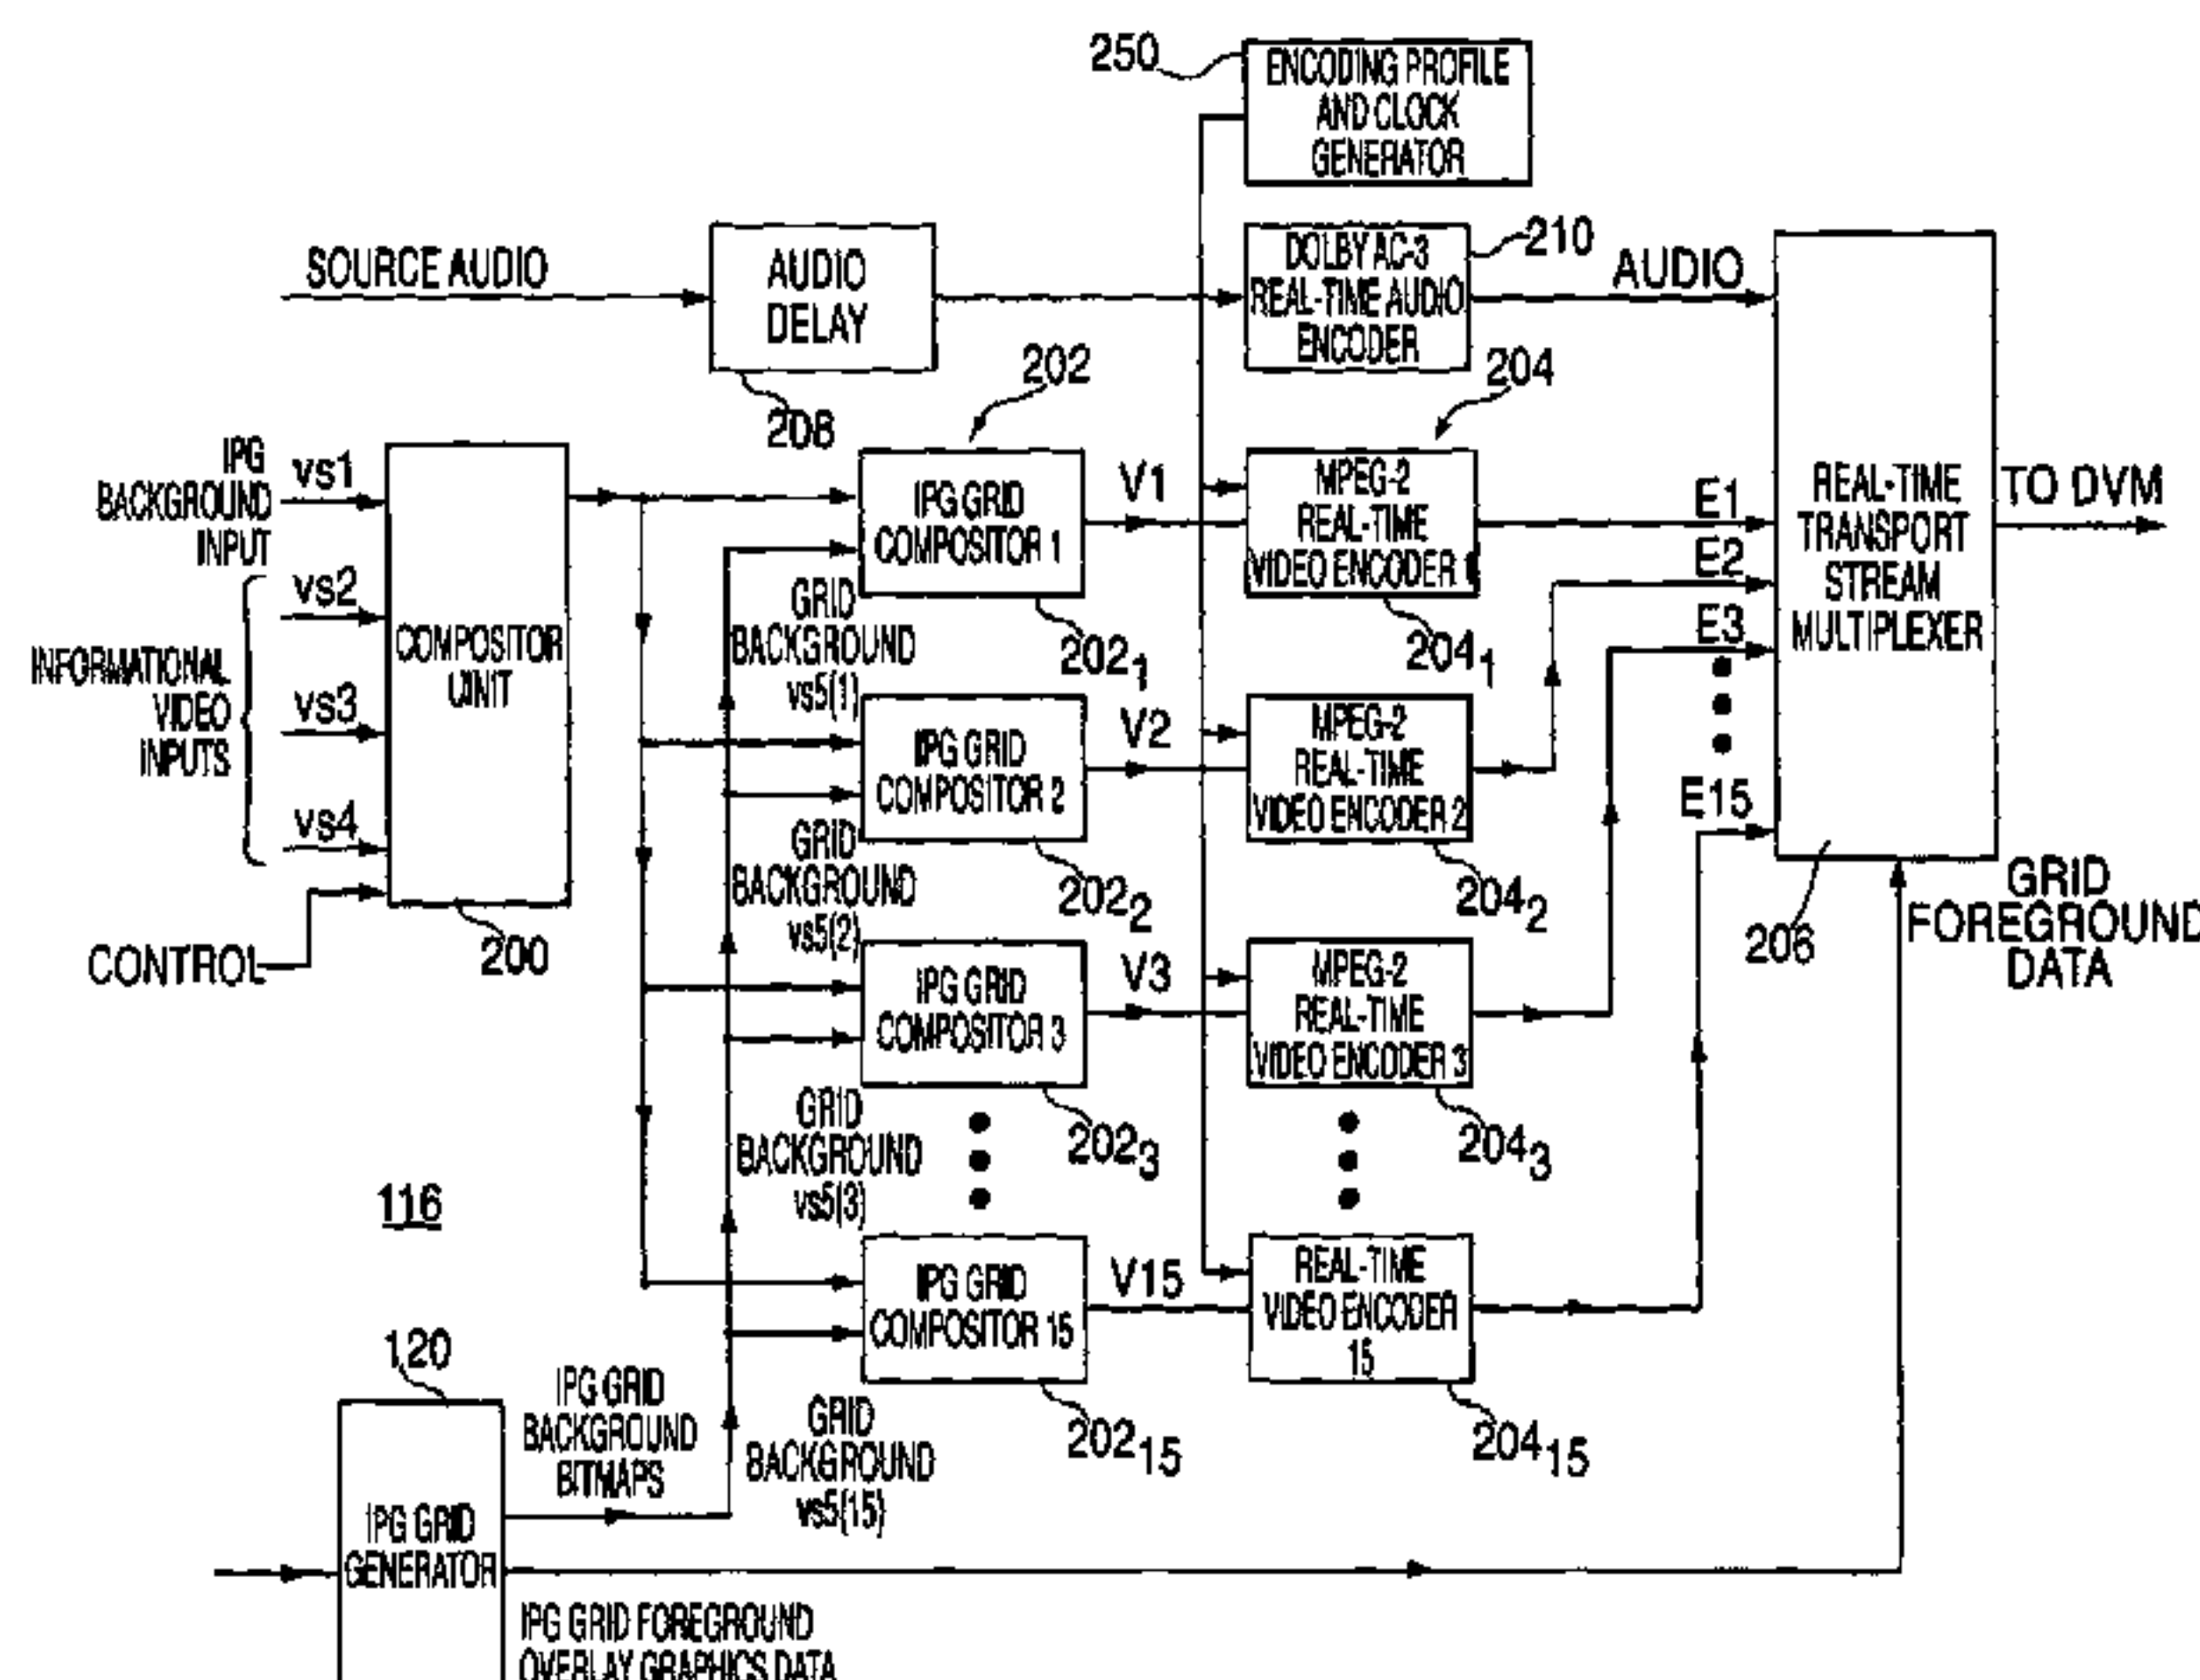 250
ENCODING PROFILE
AND CLOCK
GENERATOR
SOURCE AUDIO
AUDIO
DELAY
208
DOLBY AC-3
REAL-TIME AUDIO
ENCODER
210
AUDIO
202
204
IPG
BACKGROUND
INPUT
vs1
vs2
INFORMATIONAL
VIDEO
INPUTS
vs3
vs4
CONTROL
COMPOSITOR
UINIT
200
IPG GRID
COMPOSITOR 1
202₁
GRID
BACKGROUND
vs5(1)
V1
MPEG-2
REAL-TIME
VIDEO ENCODER 1
204₁
E1
E2
E3
E15
REAL-TIME
TRANSPORT
STREAM
MULTIPLEXER
TO DVM
206
GRID
FOREGROUND
DATA
IPG GRID
COMPOSITOR 2
202₂
GRID
BACKGROUND
vs5(2)
V2
MPEG-2
REAL-TIME
VIDEO ENCODER 2
204₂
IPG GRID
COMPOSITOR 3
202₃
GRID
BACKGROUND
vs5(3)
V3
MPEG-2
REAL-TIME
VIDEO ENCODER 3
204₃
116
IPG GRID
COMPOSITOR 15
202₁₅
GRID
BACKGROUND
vs5(15)
V15
REAL-TIME
VIDEO ENCODER
15
204₁₅
120
IPG GRID
GENERATOR
IPG GRID
BACKGROUND
BITMAPS
IPG GRID FOREGROUND
OVERLAY GRAPHICS DATA